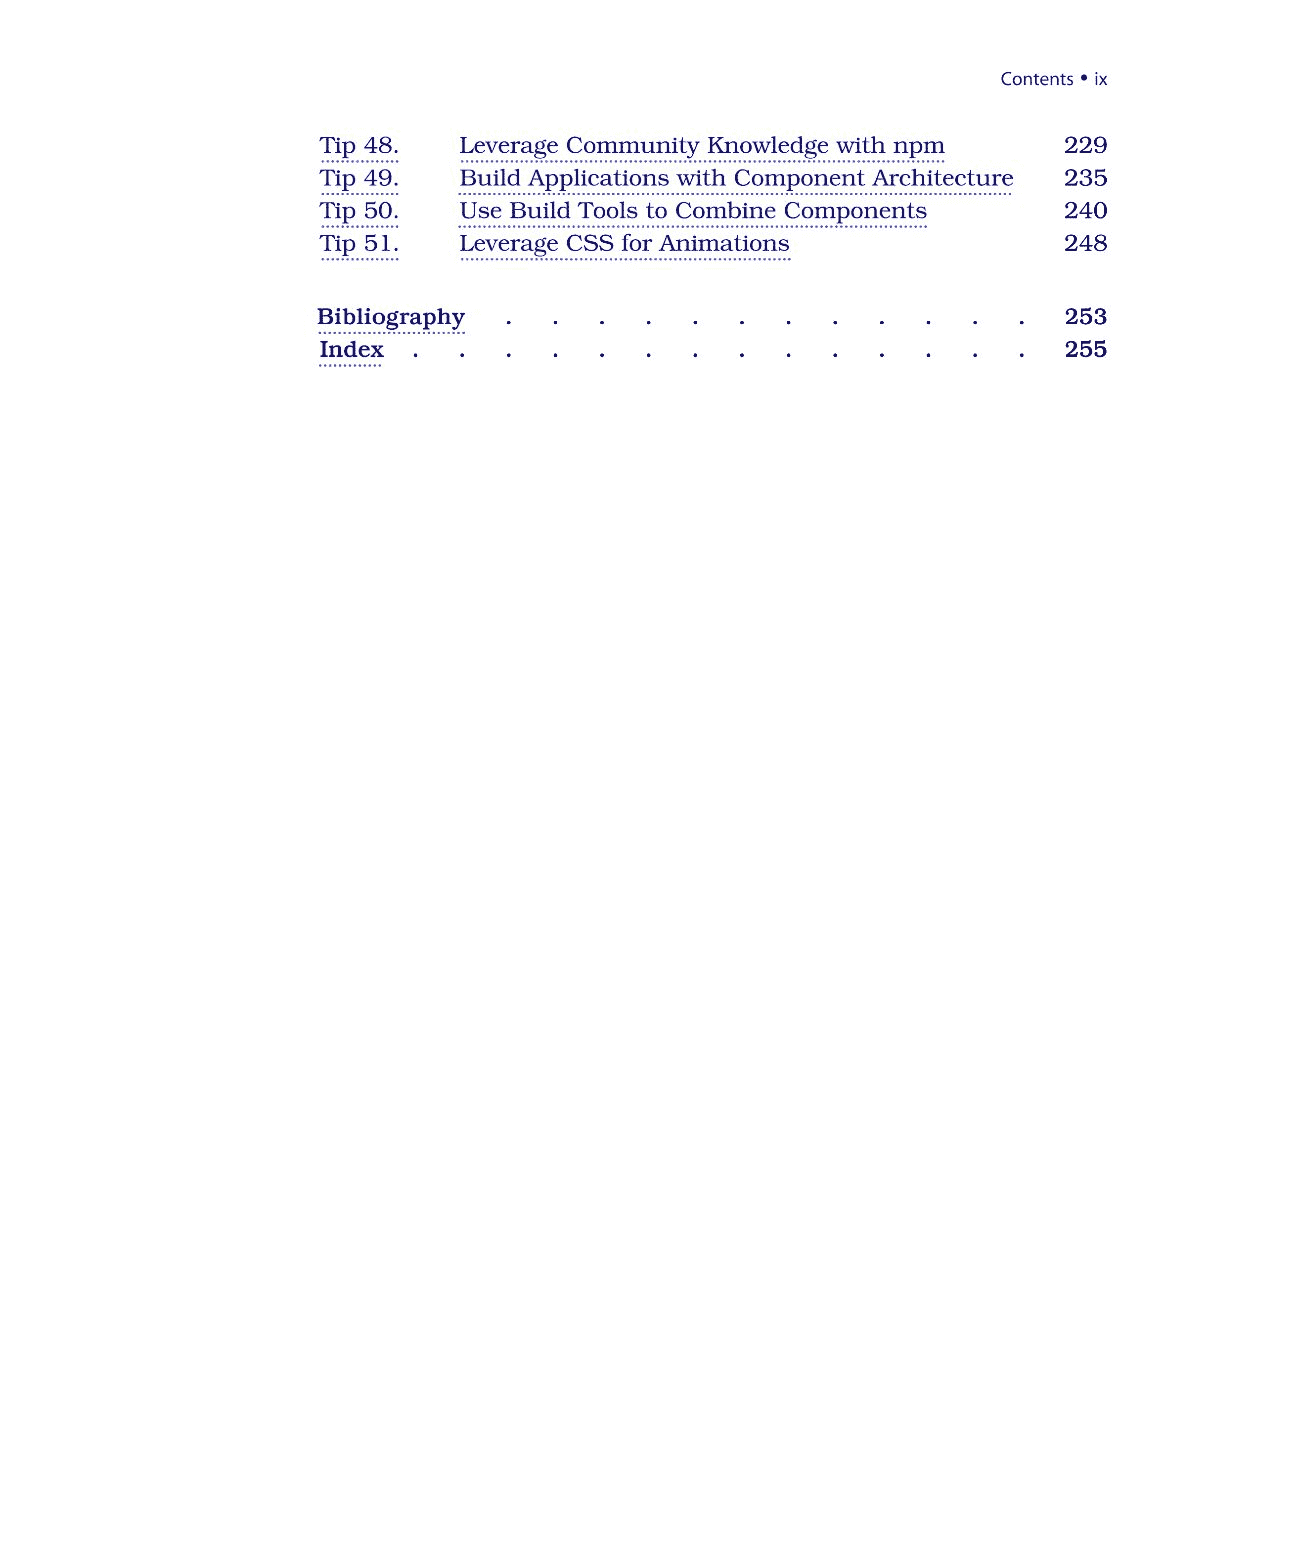 Contents • ix
Tip 48. Leverage Community Knowledge with npm 229
Tip 49. Build Applications with Component Architecture 235
Tip 50. Use Build Tools to Combine Components 240
Tip 51. Leverage CSS for Animations 248
Bibliography . . . . . . . . . . . . 253
Index . . . . . . . . . . . . . . 255